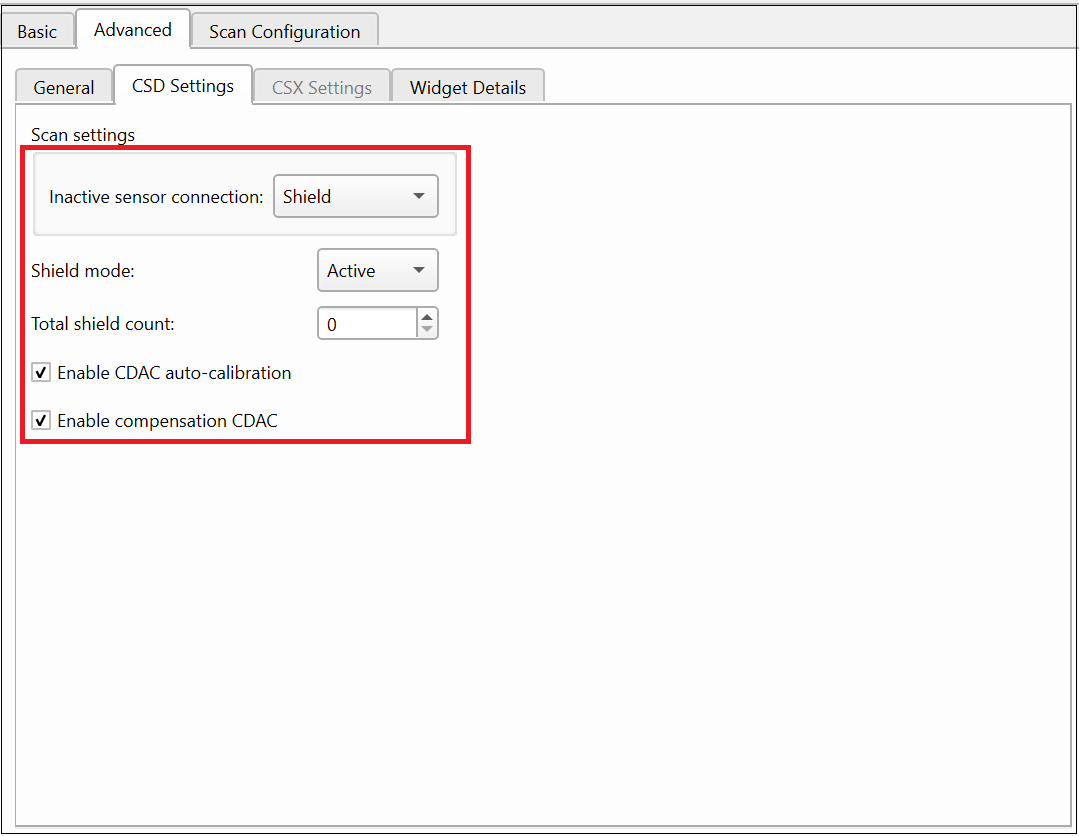 Basic Advanced Scan Configuration
General CSD Settings CSX Settings Widget Details
Scan settings
Inactive sensor connection: Shield
Shield mode: Active
Total shield count: 0
Enable CDAC auto-calibration
Enable compensation CDAC